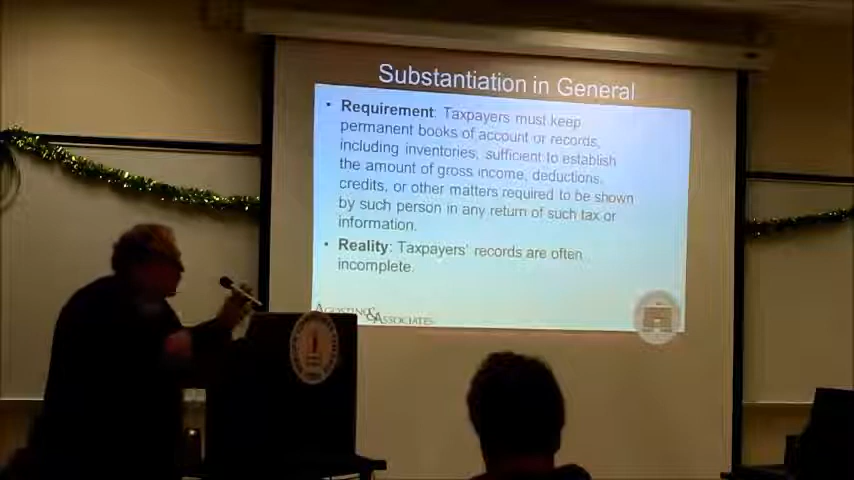 Substantiation in General
• Requirement: Taxpayers must keep
permanent books of account or records,
including inventories, sufficient to establish
the amount of gross income, deductions,
credits, or other matters required to be shown
by such person in any return of such tax or
information.
• Reality: Taxpayers' records are often
incomplete.
AGOSTINO
& ASSOCIATES